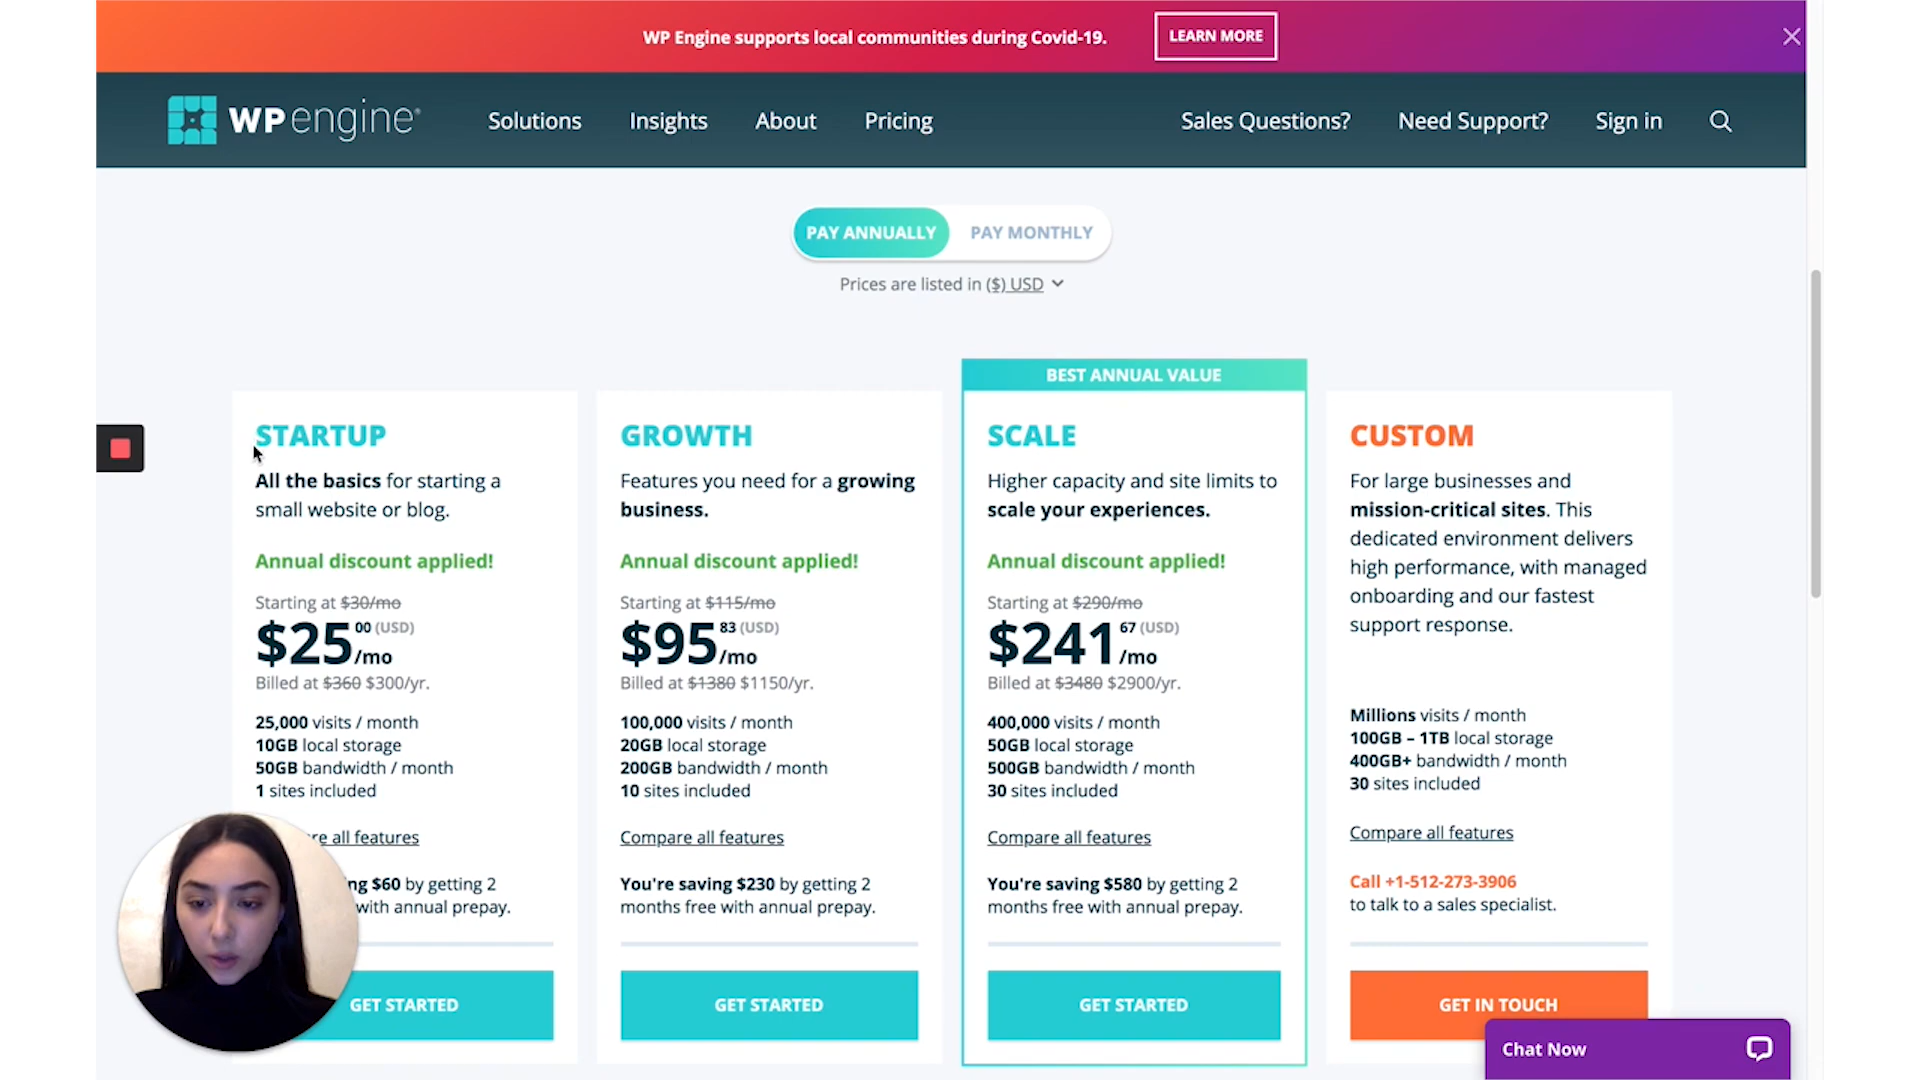 WP Engine supports local communities during Covid-19.
LEARN MORE
WPengine®
Solutions
Insights
About
Pricing
Sales Questions?
Need Support?
Sign in
PAY ANNUALLY
PAY MONTHLY
Prices are listed in ($) USD
STARTUP
All the basics for starting a
small website or blog.
Annual discount applied!
Starting at $30/mo
$25 00 (USD)
/mo
Billed at $360 $300/yr.
25,000 visits / month
10GB local storage
50GB bandwidth / month
1 sites included
all features
$60 by getting 2
with annual prepay.
GET STARTED
GROWTH
Features you need for a growing
business.
Annual discount applied!
Starting at $115/mo
$95 83 (USD)
/mo
Billed at $1380 $1150/yr.
100,000 visits / month
20GB local storage
200GB bandwidth / month
10 sites included
Compare all features
You're saving $230 by getting 2
months free with annual prepay.
GET STARTED
BEST ANNUAL VALUE
SCALE
Higher capacity and site limits to
scale your experiences.
Annual discount applied!
Starting at $290/mo
$241 67 (USD)
/mo
Billed at $3480 $2900/yr.
400,000 visits / month
50GB local storage
500GB bandwidth / month
30 sites included
Compare all features
You're saving $580 by getting 2
months free with annual prepay.
GET STARTED
CUSTOM
For large businesses and
mission-critical sites. This
dedicated environment delivers
high performance, with managed
onboarding and our fastest
support response.
Millions visits / month
100GB – 1TB local storage
400GB+ bandwidth / month
30 sites included
Compare all features
Call +1-512-273-3906
to talk to a sales specialist.
GET IN TOUCH
Chat Now